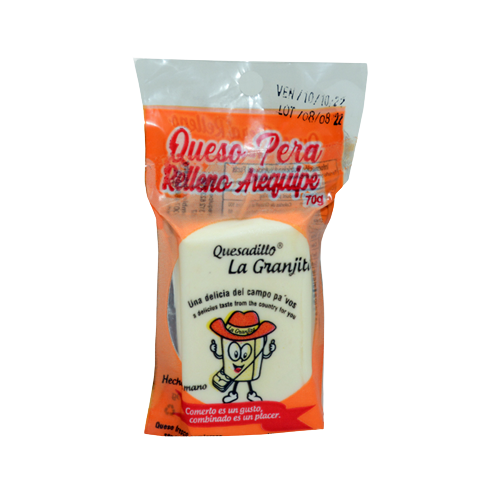 VEN /10/10/22
LOT /08/08 22
Queso Pera
Relleno Arequipe
70g
Quesadillo®
La Granjita
Una delicia del campo pa´vos
a delicius taste from the country for you
La Granjita
Hecho
mano
Comerlo es un gusto,
combinado es un placer.
Queso